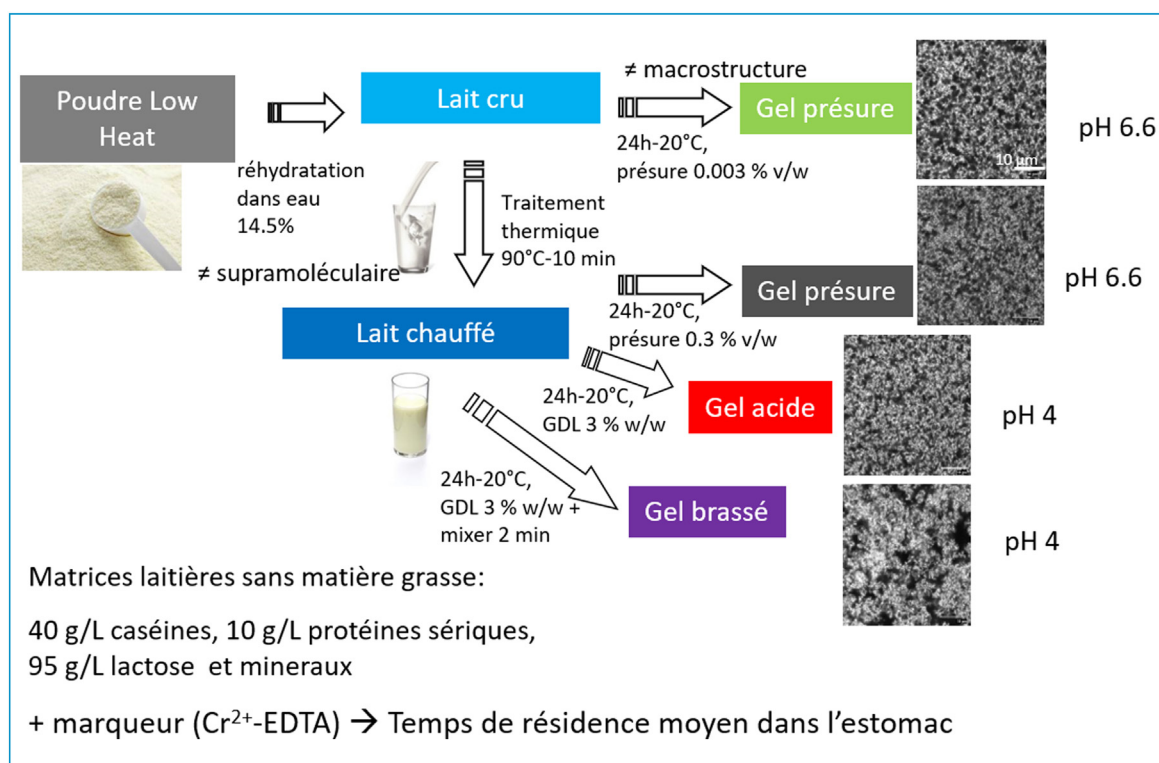 Poudre Low
Heat
réhydratation
dans eau
14.5%
Lait cru
≠ macrostructure
24h-20°C,
présure 0.003 % v/w
Gel présure
10 µm
pH 6.6
Traitement
thermique
90°C-10 min
≠ supramoléculaire
Lait chauffé
24h-20°C,
présure 0.3 % v/w
Gel présure
pH 6.6
24h-20°C,
GDL 3 % w/w
Gel acide
pH 4
24h-20°C,
GDL 3 % w/w +
mixer 2 min
Gel brassé
pH 4
Matrices laitières sans matière grasse:
40 g/L caséines, 10 g/L protéines sériques,
95 g/L lactose et mineraux
+ marqueur (Cr²⁺-EDTA) → Temps de résidence moyen dans l’estomac